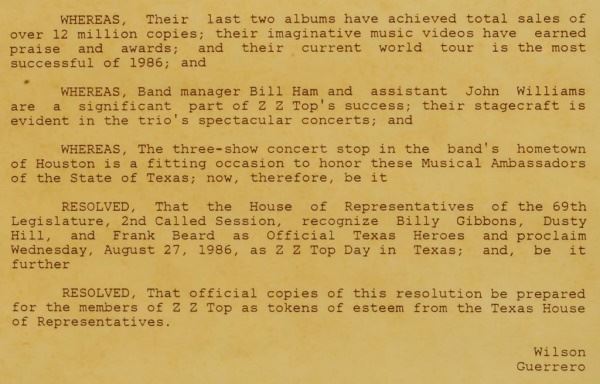 WHEREAS, Their last two albums have achieved total sales of
over 12 million copies; their imaginative music videos have earned
praise and awards; and their current world tour is the most
successful of 1986; and
WHEREAS, Band manager Bill Ham and assistant John Williams
are a significant part of Z Z Top's success; their stagecraft is
evident in the trio's spectacular concerts; and
WHEREAS, The three-show concert stop in the band's hometown
of Houston is a fitting occasion to honor these Musical Ambassadors
of the State of Texas; now, therefore, be it
RESOLVED, That the House of Representatives of the 69th
Legislature, 2nd Called Session, recognize Billy Gibbons, Dusty
Hill, and Frank Beard as Official Texas Heroes and proclaim
Wednesday, August 27, 1986, as Z Z Top Day in Texas; and, be it
further
RESOLVED, That official copies of this resolution be prepared
for the members of Z Z Top as tokens of esteem from the Texas House
of Representatives.
Wilson
Guerrero